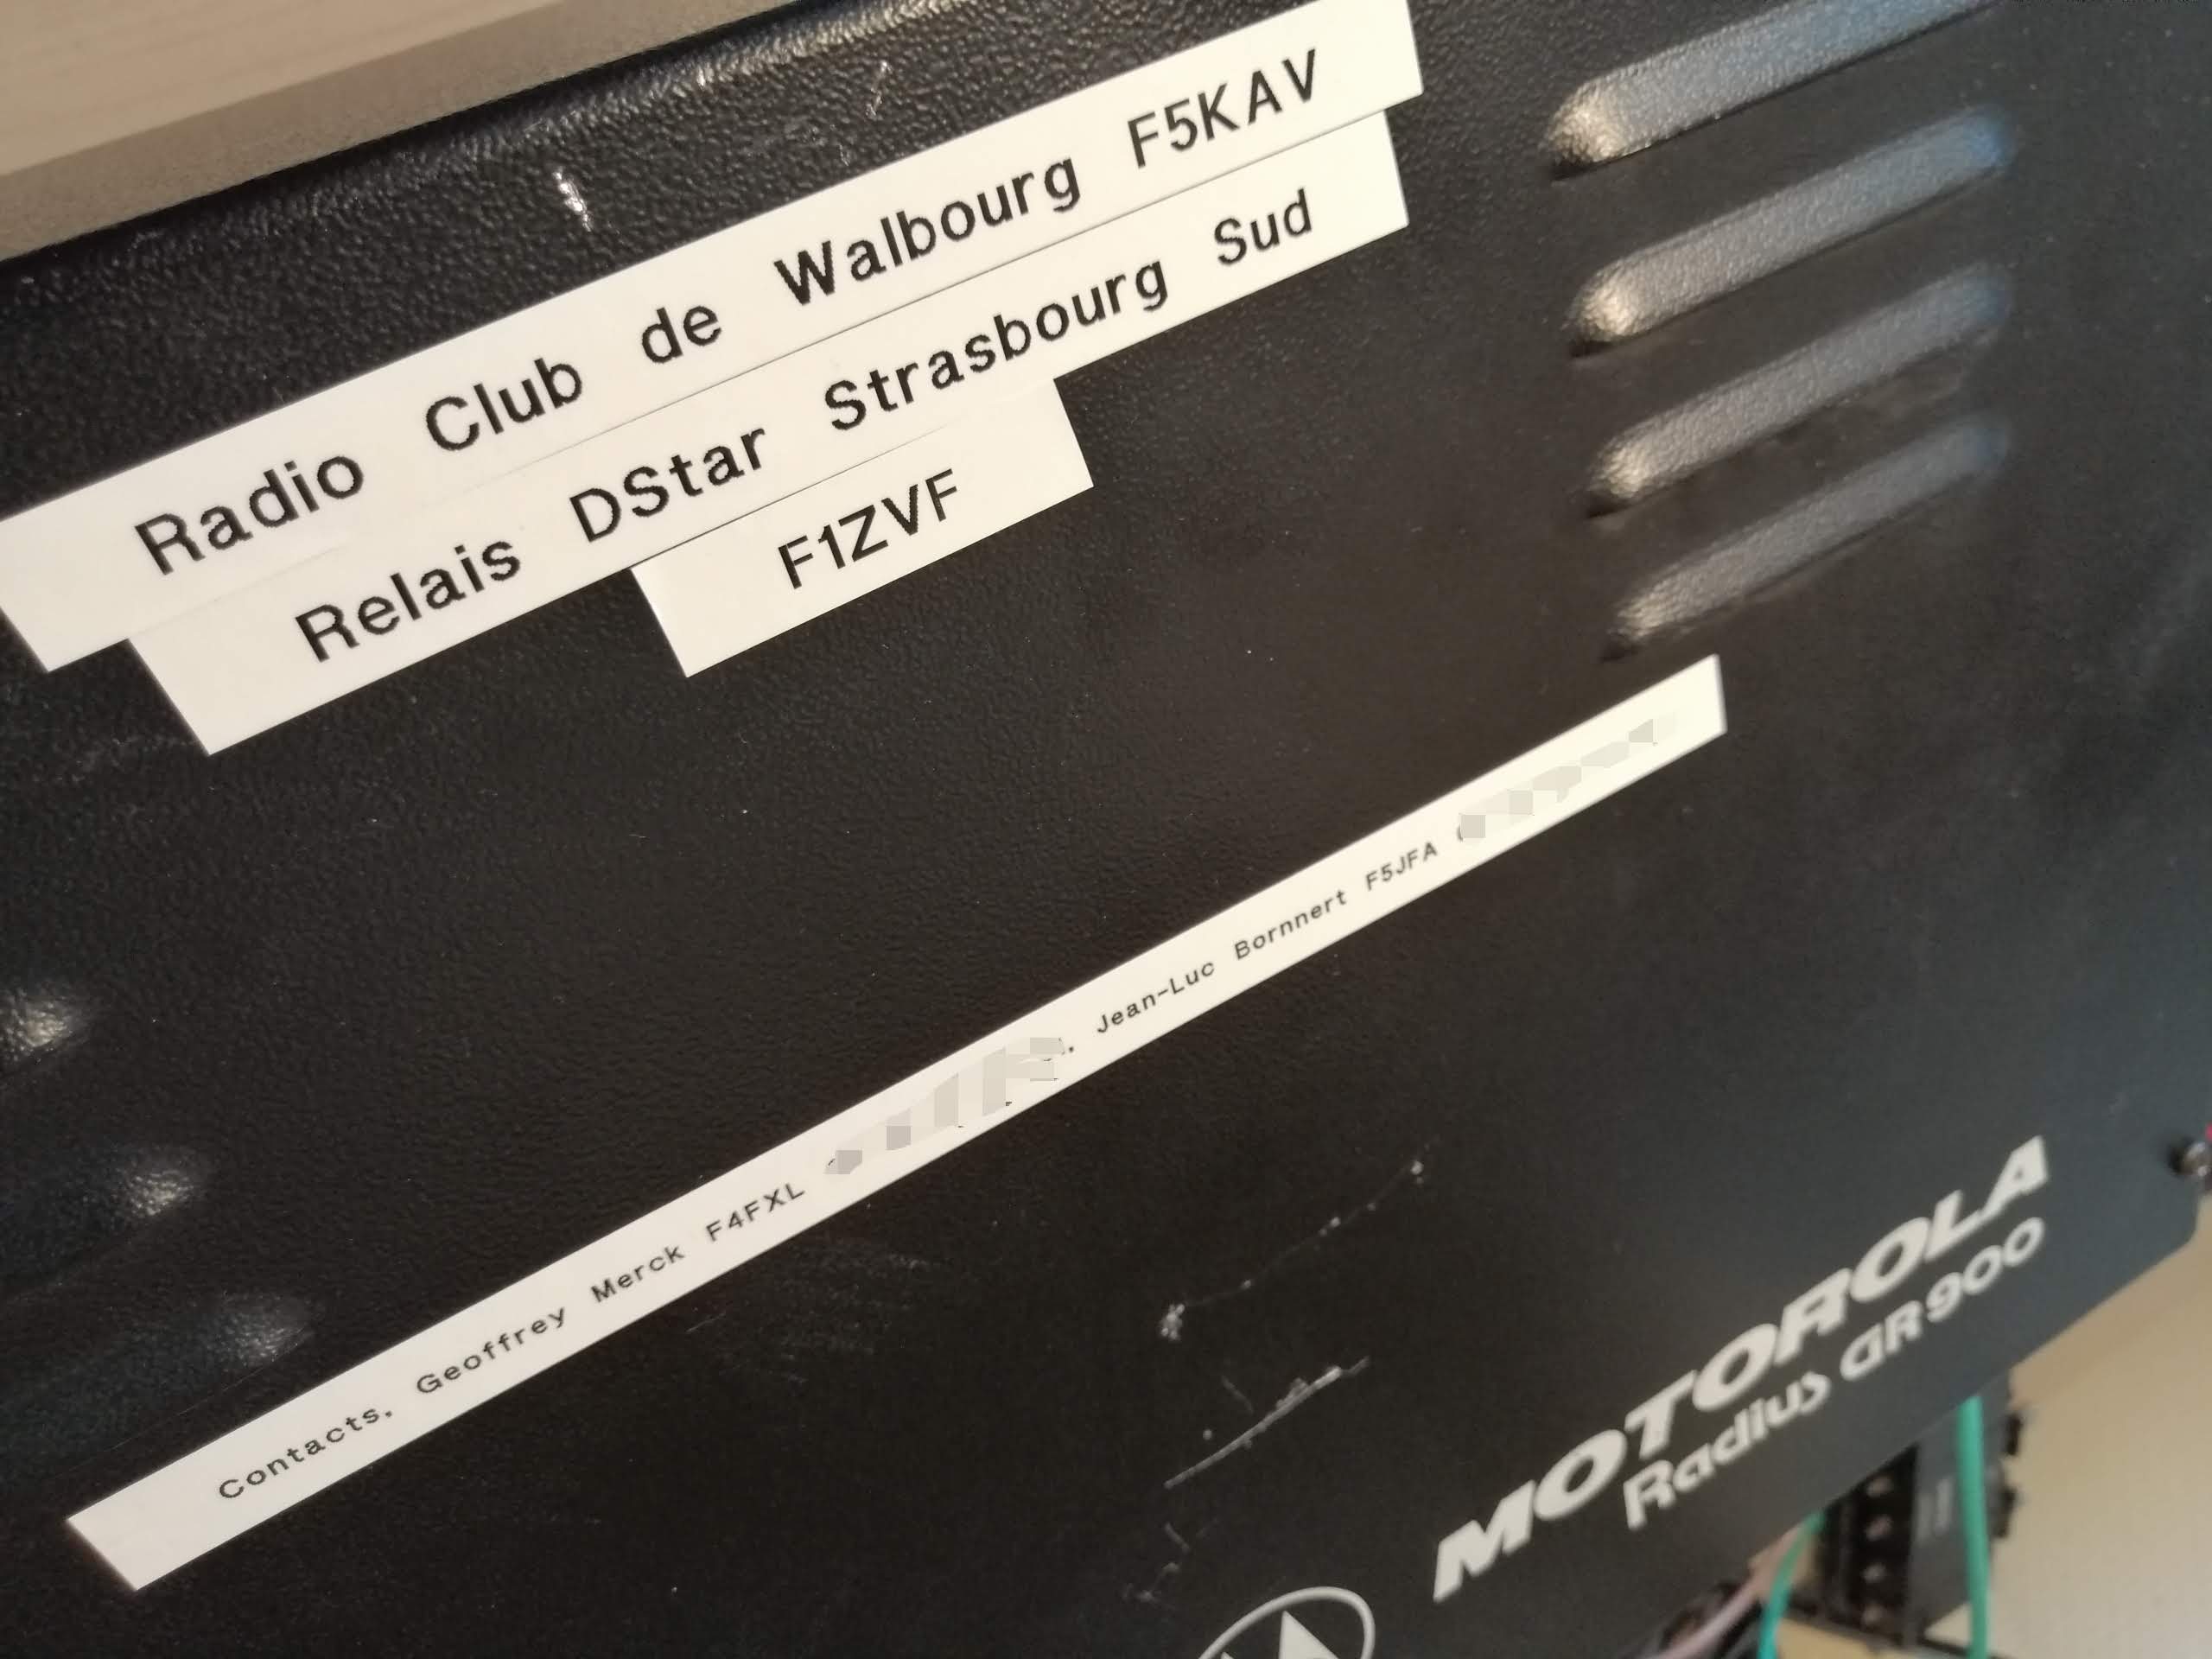 Radio Club de Walbourg F5KAV
Relais DStar Strasbourg Sud
F1ZVF
Contacts. Geoffrey Merck F4FXL . Jean-Luc Bornnert F5JFA
MOTOROLA
Radius GR900